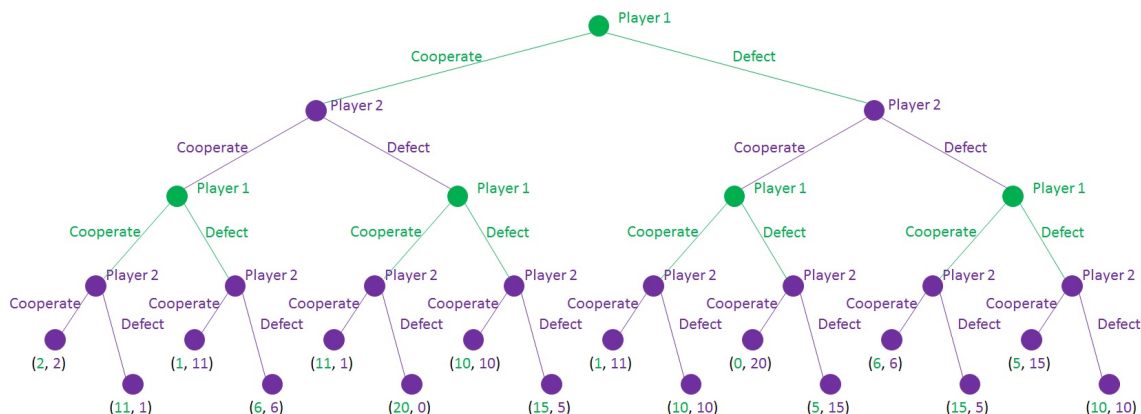 Player 1
Cooperate Defect
Player 2 Player 2
Cooperate Defect Cooperate Defect
Player 1 Player 1 Player 1 Player 1
Cooperate Defect Cooperate Defect Cooperate Defect Cooperate Defect
Player 2 Player 2 Player 2 Player 2 Player 2 Player 2 Player 2 Player 2
Cooperate Cooperate Cooperate Cooperate Cooperate Cooperate Cooperate Cooperate
Defect Defect Defect Defect Defect Defect Defect Defect
(2, 2) (1, 11) (11, 1) (10, 10) (1, 11) (0, 20) (6, 6) (5, 15)
(11, 1) (6, 6) (20, 0) (15, 5) (10, 10) (5, 15) (15, 5) (10, 10)